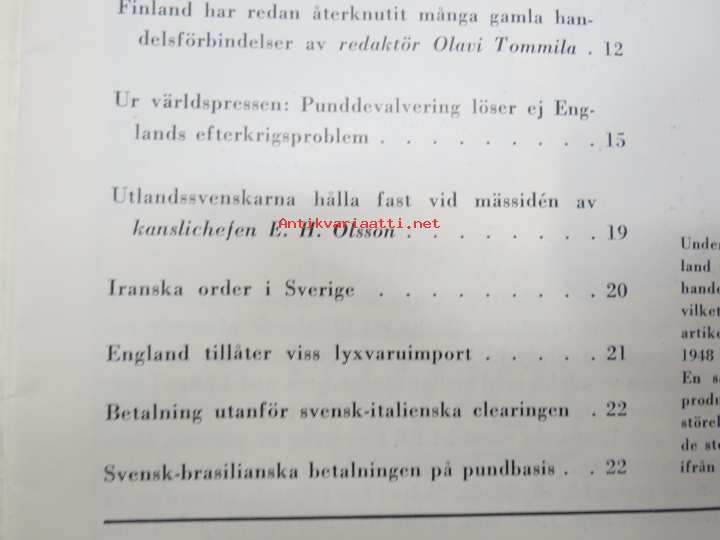 Finland har redan återknutit många gamla han-
delsförbindelser av redaktör Olavi Tommila . 12
Ur världspressen: Punddevalvering löser ej Eng-
lands efterkrigsproblem . . . . . . . . . 15
Utlandssvenskarna hålla fast vid mässidén av
kanslichefen E. H. Olsson . . . . . . . . 19
Antikvariaatti.net
Iranska order i Sverige . . . . . . . . . 20
England tillåter viss lyxvaruimport . . . . . 21
Betalning utanför svensk-italienska clearingen . 22
Svensk-brasilianska betalningen på pundbasis . . 22
Under
land
hande
vilket
artike
1948
En s
produ
störel
de sto
ifrån